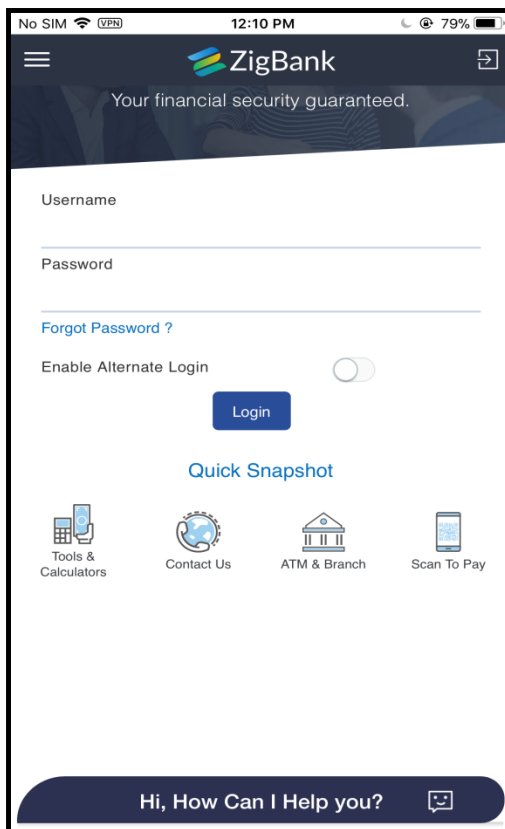 No SIM VPN 12:10 PM 79%
ZigBank
Your financial security guaranteed.
Username
Password
Forgot Password ?
Enable Alternate Login
Login
Quick Snapshot
Tools &
Calculators
Contact Us
ATM & Branch
Scan To Pay
Hi, How Can I Help you?